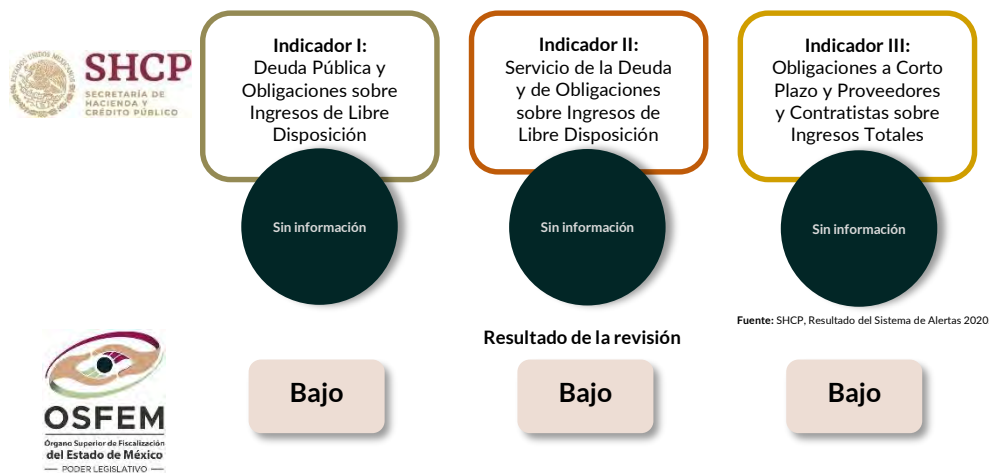 SHCP
SECRETARÍA DE
HACIENDA Y
CRÉDITO PÚBLICO
Indicador I:
Deuda Pública y
Obligaciones sobre
Ingresos de Libre
Disposición
Sin información
Indicador II:
Servicio de la Deuda
y de Obligaciones
sobre Ingresos de
Libre Disposición
Sin información
Indicador III:
Obligaciones a Corto
Plazo y Proveedores
y Contratistas sobre
Ingresos Totales
Sin información
Fuente: SHCP, Resultado del Sistema de Alertas 2020
Resultado de la revisión
OSFEM
Órgano Superior de Fiscalización
del Estado de México
PODER LEGISLATIVO
Bajo
Bajo
Bajo